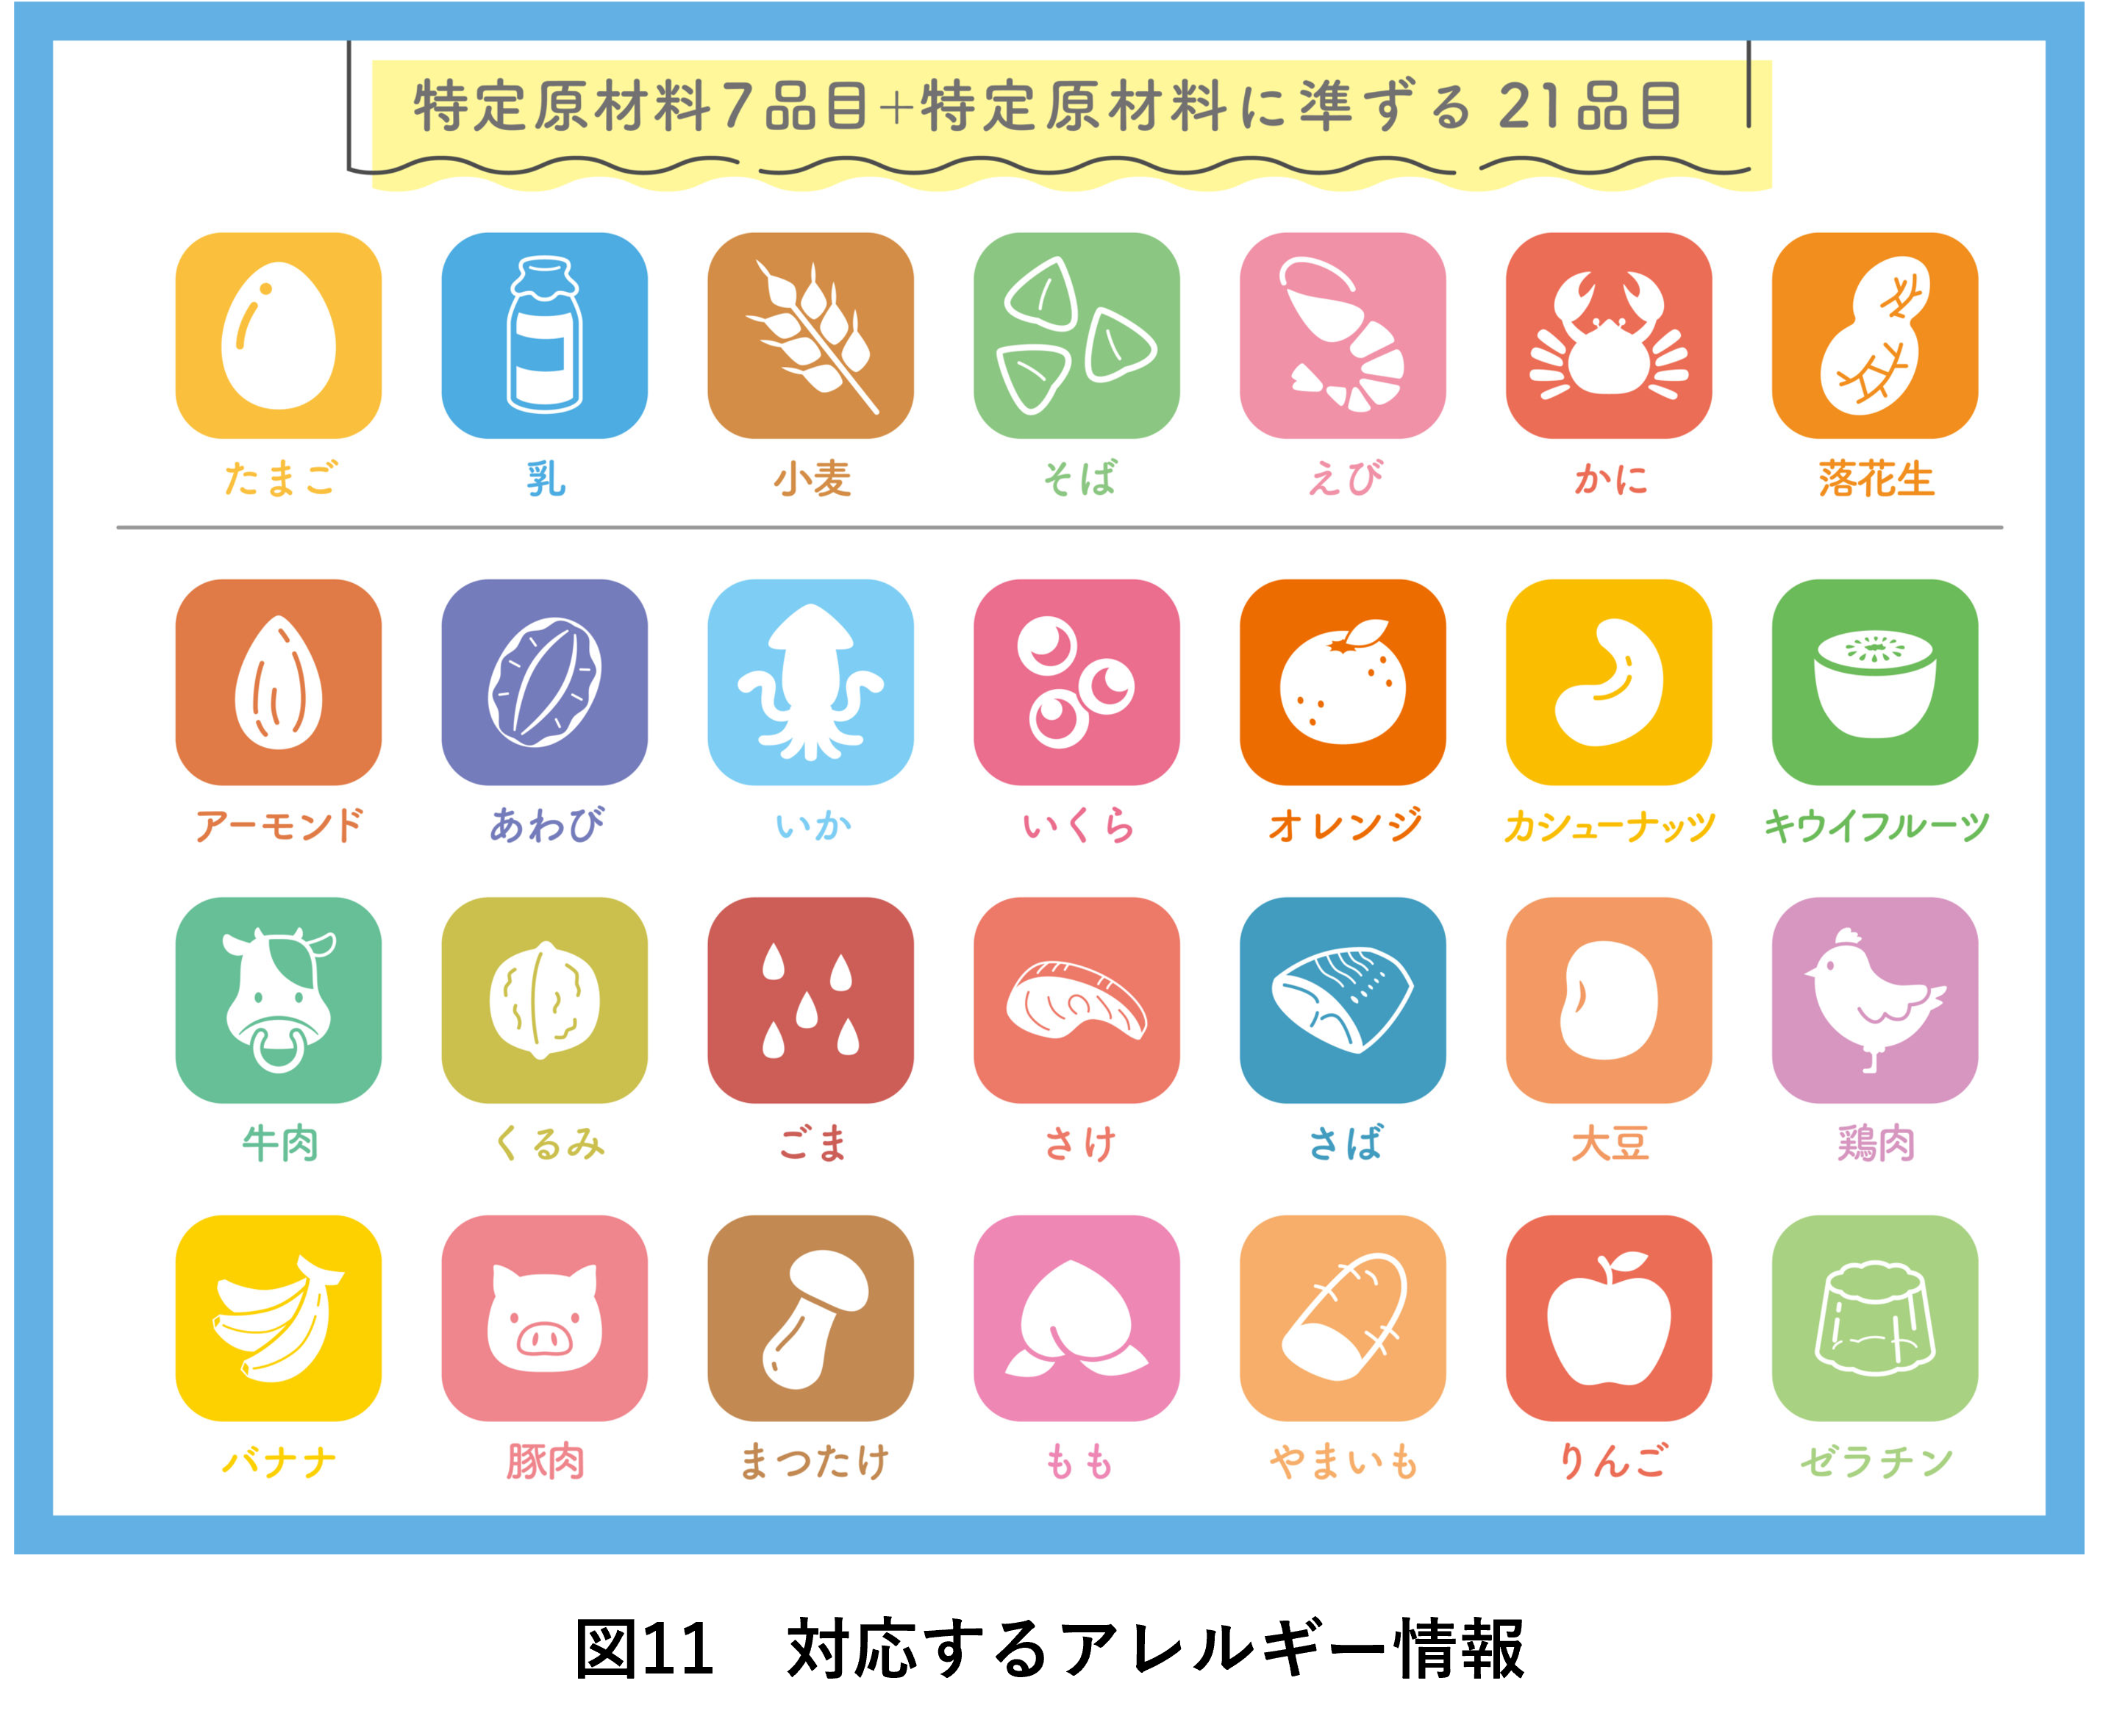 特定原材料7品目+特定原材料に準ずる 21品目
たまご 乳 小麦 そば えび かに 落花生
アーモンド あわび いか いくら オレンジ カシューナッツ キウイフルーツ
牛肉 くるみ ごま さけ さば 大豆 鶏肉
バナナ 豚肉 まつたけ もも やまいも りんご ゼラチン
図11 対応するアレルギー情報